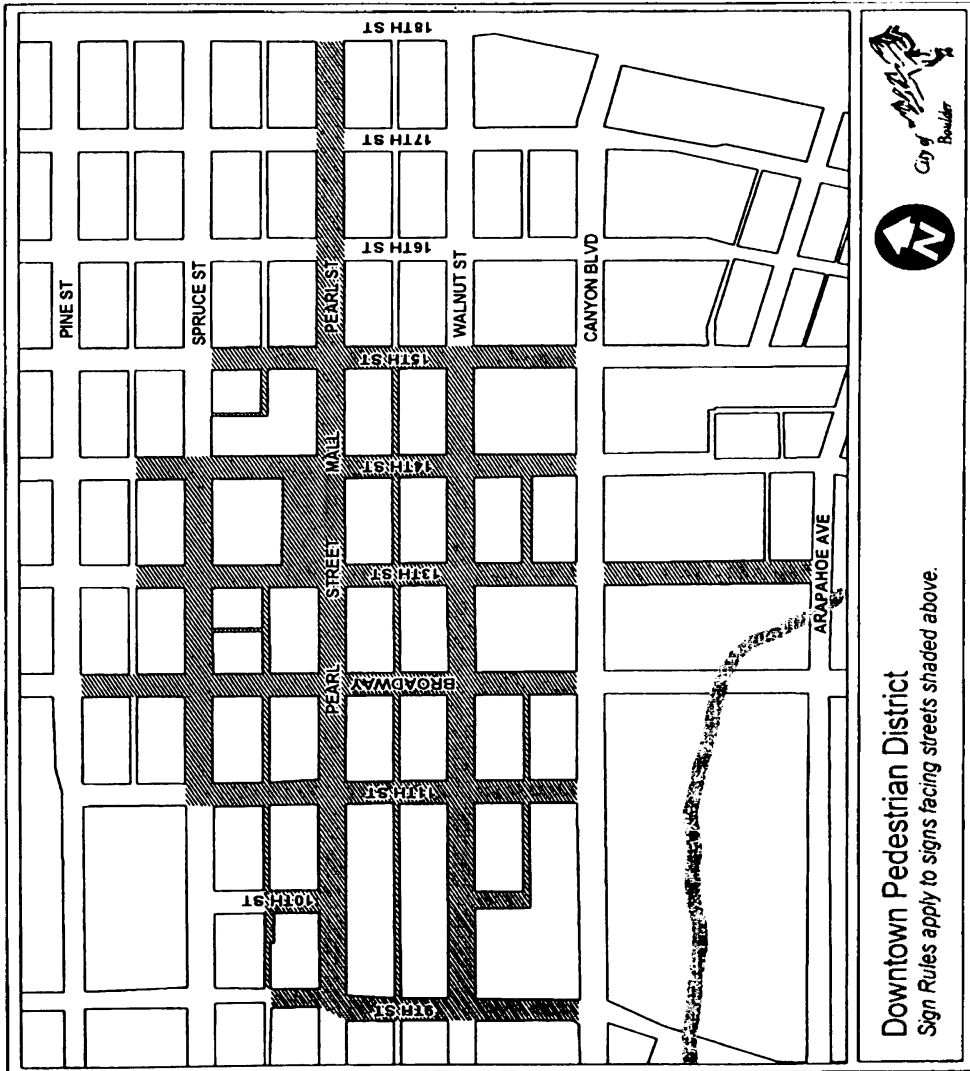 PINE ST
SPRUCE ST
PEARL STREET MALL PEARL ST
WALNUT ST
CANYON BLVD
ARAPAHOE AVE
9TH ST
10TH ST
11TH ST
BROADWAY
13TH ST
14TH ST
15TH ST
16TH ST
17TH ST
18TH ST
Downtown Pedestrian District
Sign Rules apply to signs facing streets shaded above.
N
City of
Boulder